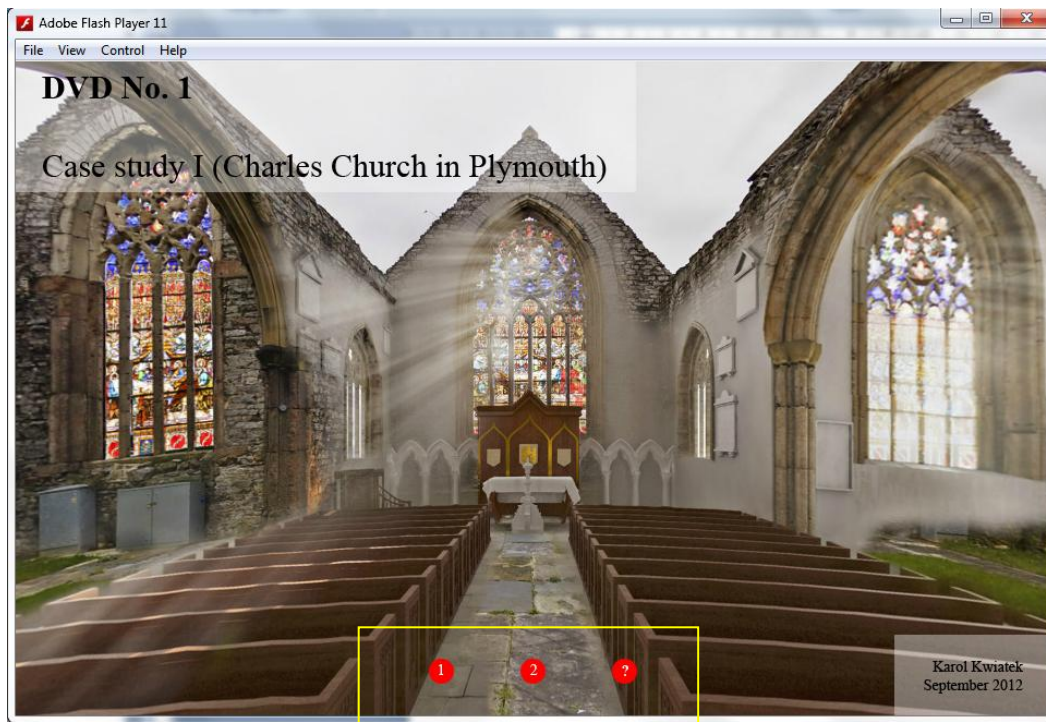 Adobe Flash Player 11
File View Control Help
DVD No. 1
Case study I (Charles Church in Plymouth)
1 2 ?
Karol Kwiatek
September 2012